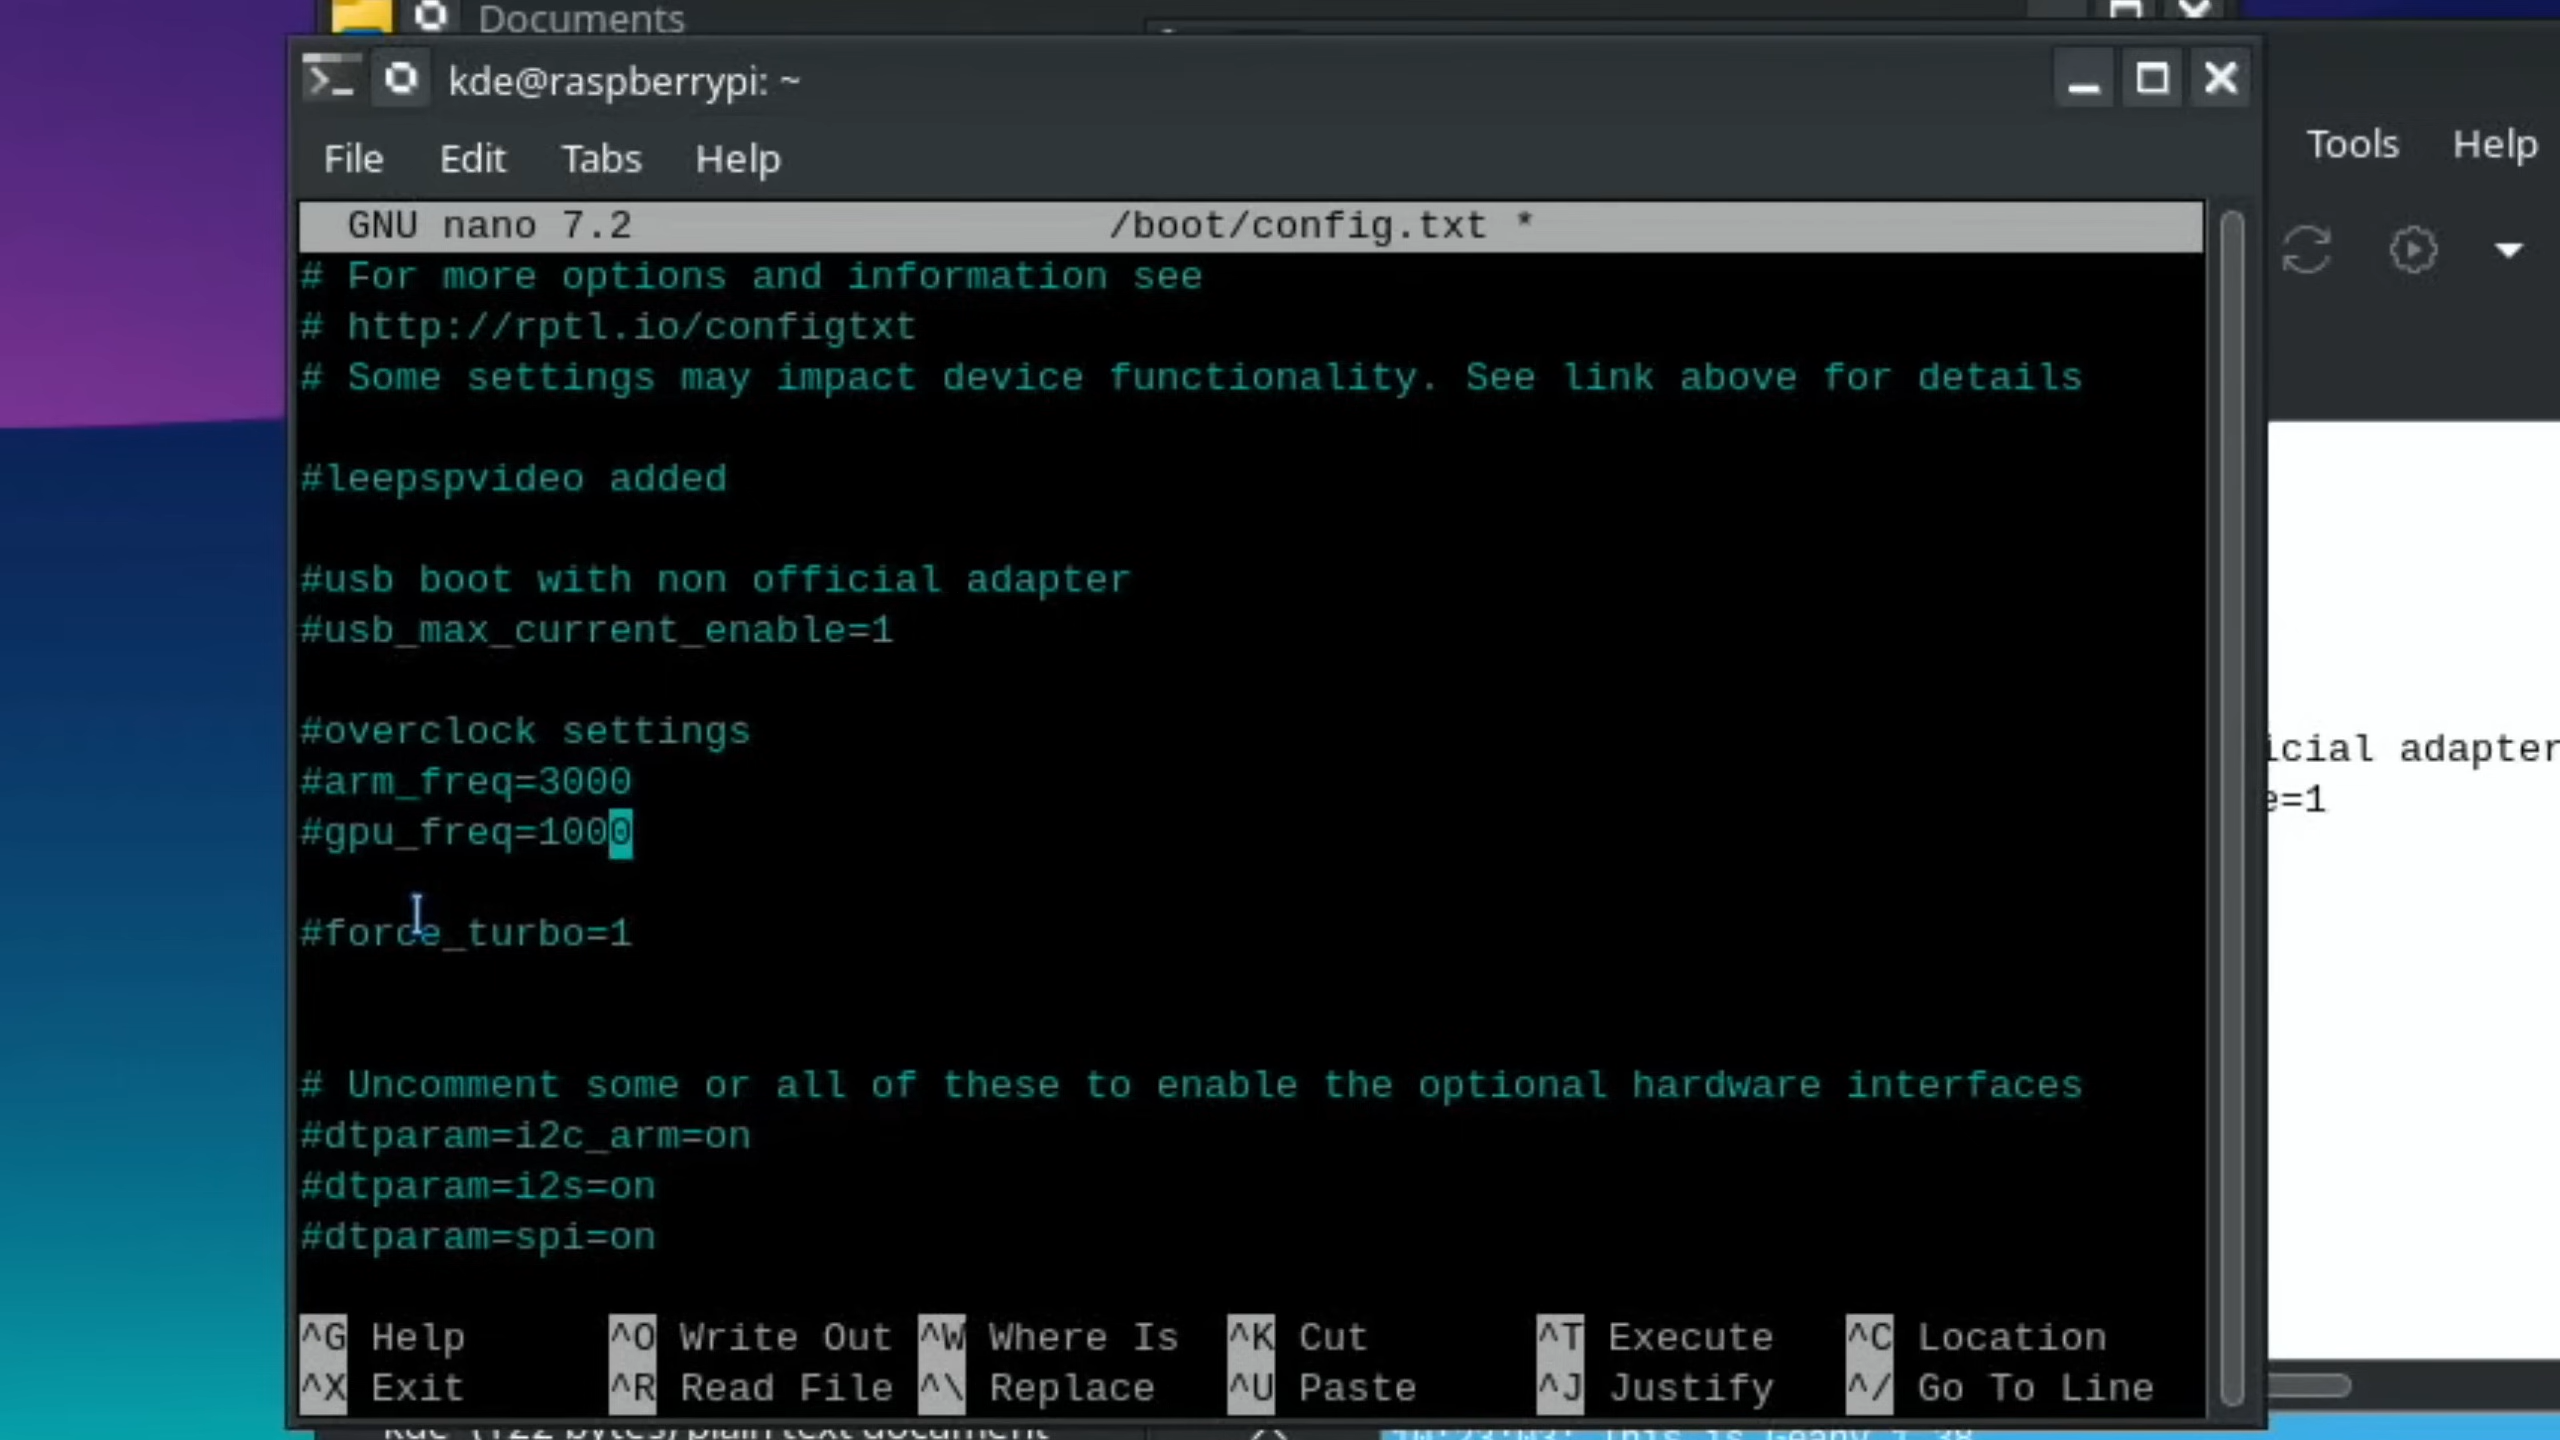 Documents
kde@raspberrypi: ~
File Edit Tabs Help
Tools Help
GNU nano 7.2 /boot/config.txt *
# For more options and information see
# http://rptl.io/configtxt
# Some settings may impact device functionality. See link above for details
#leepspvideo added
#usb boot with non official adapter
#usb_max_current_enable=1
#overclock settings
#arm_freq=3000
#gpu_freq=1000
#force_turbo=1
icial adapter
e=1
# Uncomment some or all of these to enable the optional hardware interfaces
#dtparam=i2c_arm=on
#dtparam=i2s=on
#dtparam=spi=on
^G Help ^O Write Out ^W Where Is ^K Cut ^T Execute ^C Location
^X Exit ^R Read File ^\ Replace ^U Paste ^J Justify ^/ Go To Line